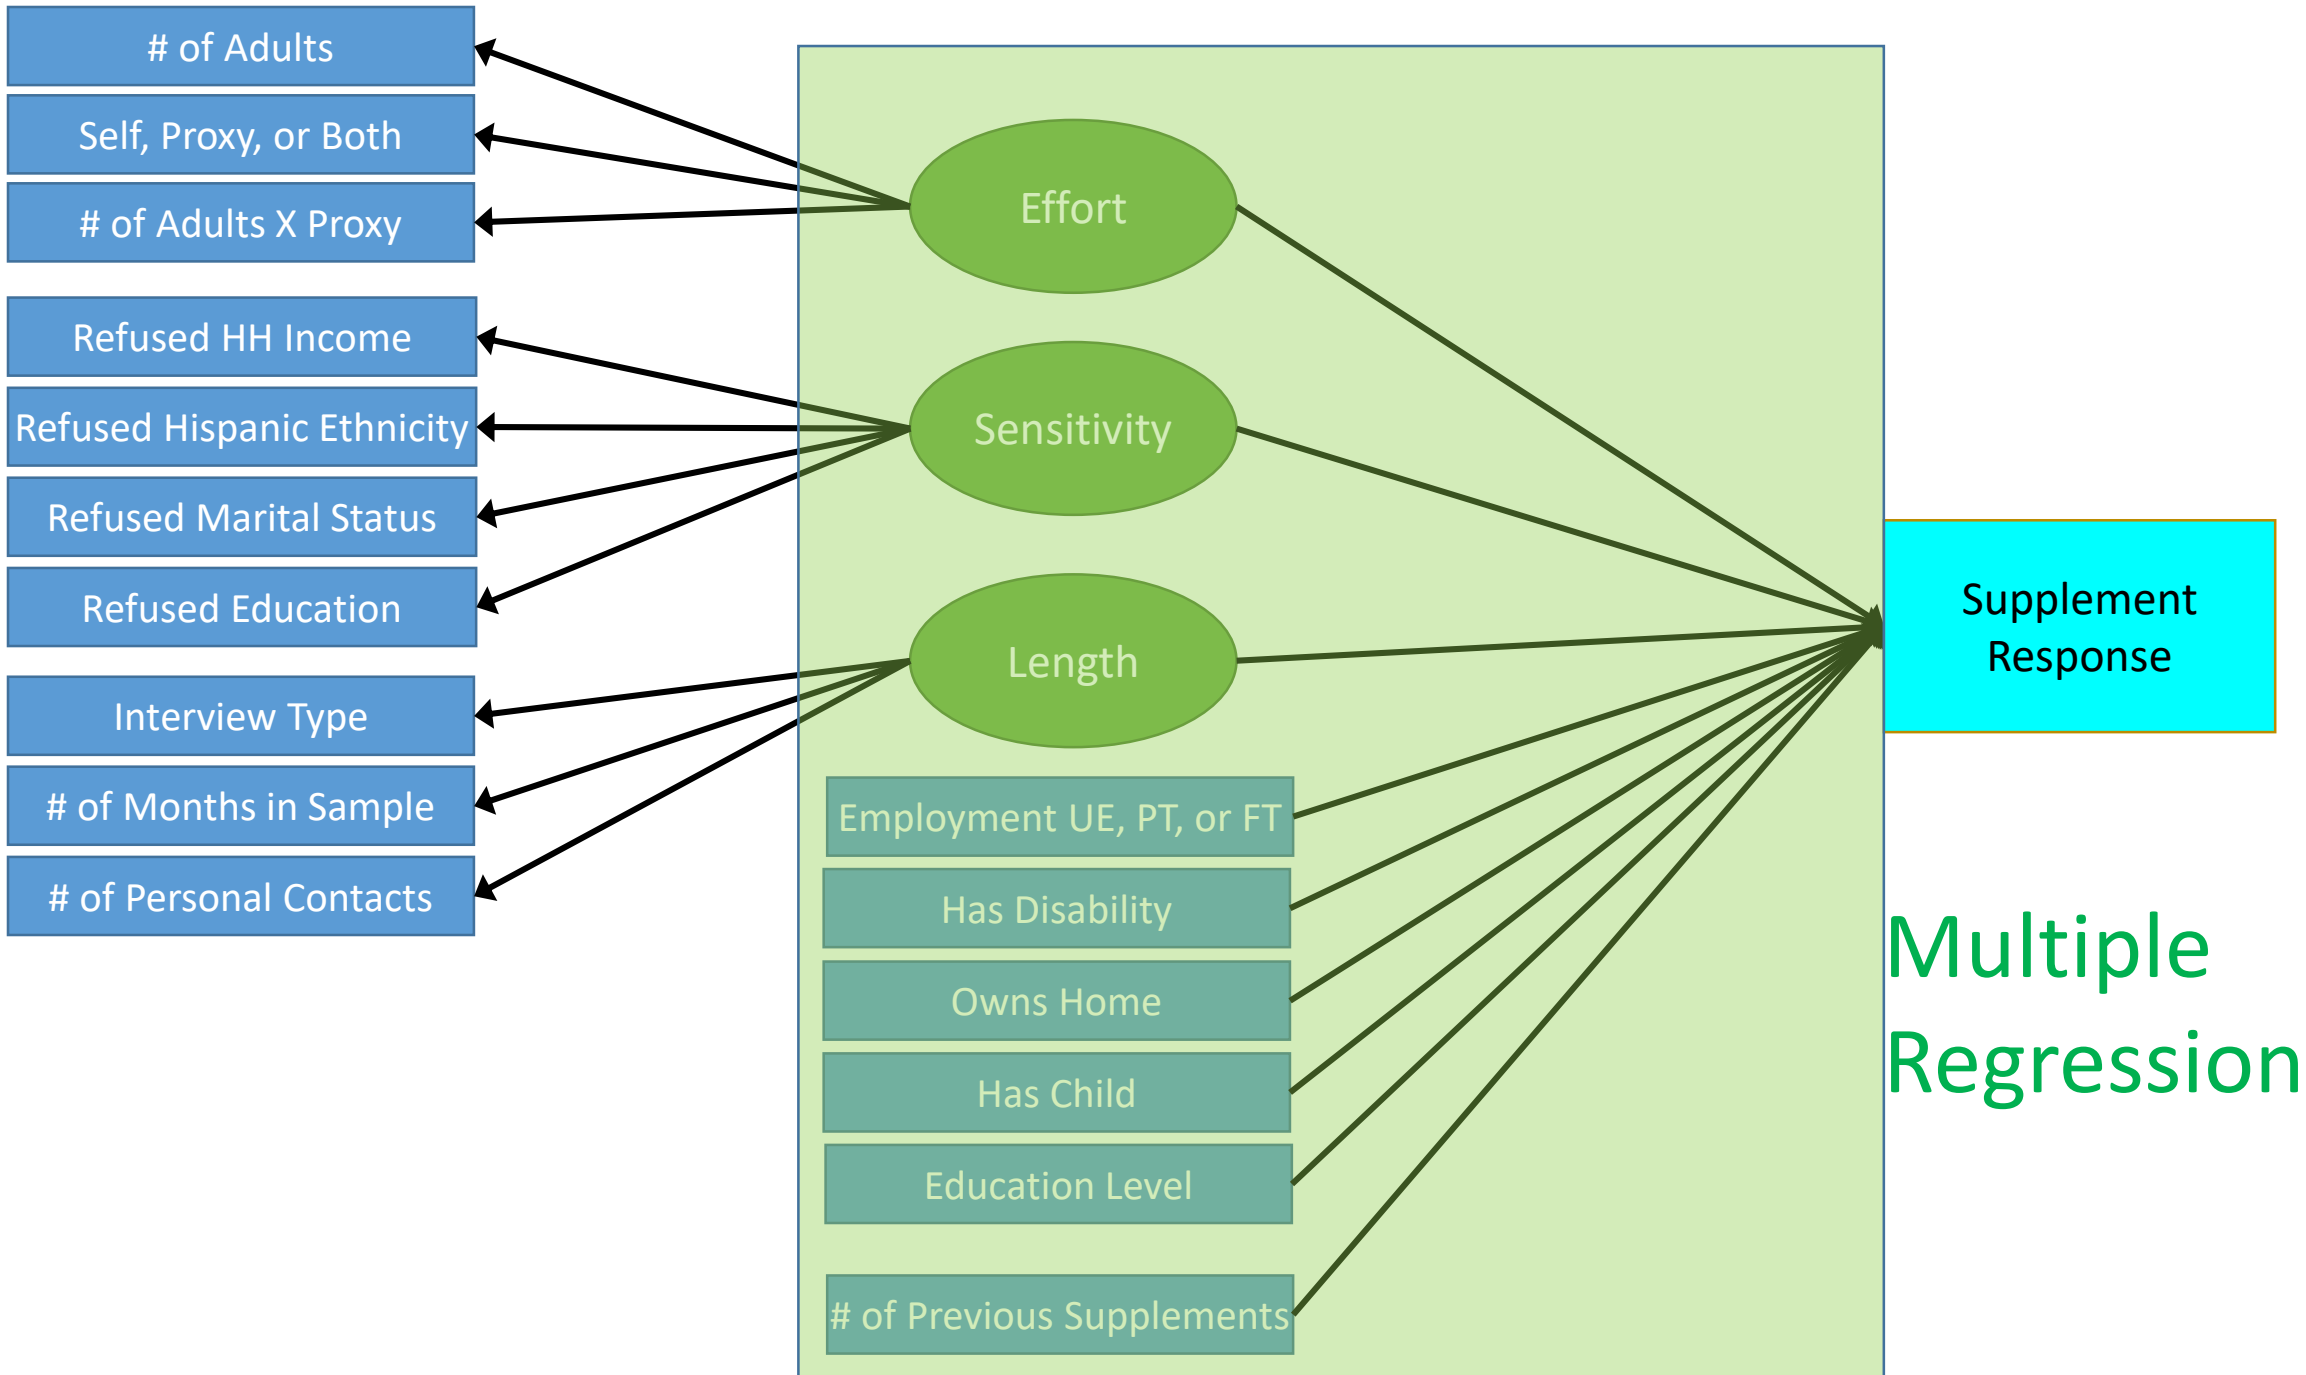 # of Adults
Self, Proxy, or Both
# of Adults X Proxy
Refused HH Income
Refused Hispanic Ethnicity
Refused Marital Status
Refused Education
Interview Type
# of Months in Sample
# of Personal Contacts
Effort
Sensitivity
Length
Employment UE, PT, or FT
Has Disability
Owns Home
Has Child
Education Level
# of Previous Supplements
Supplement
Response
Multiple
Regression